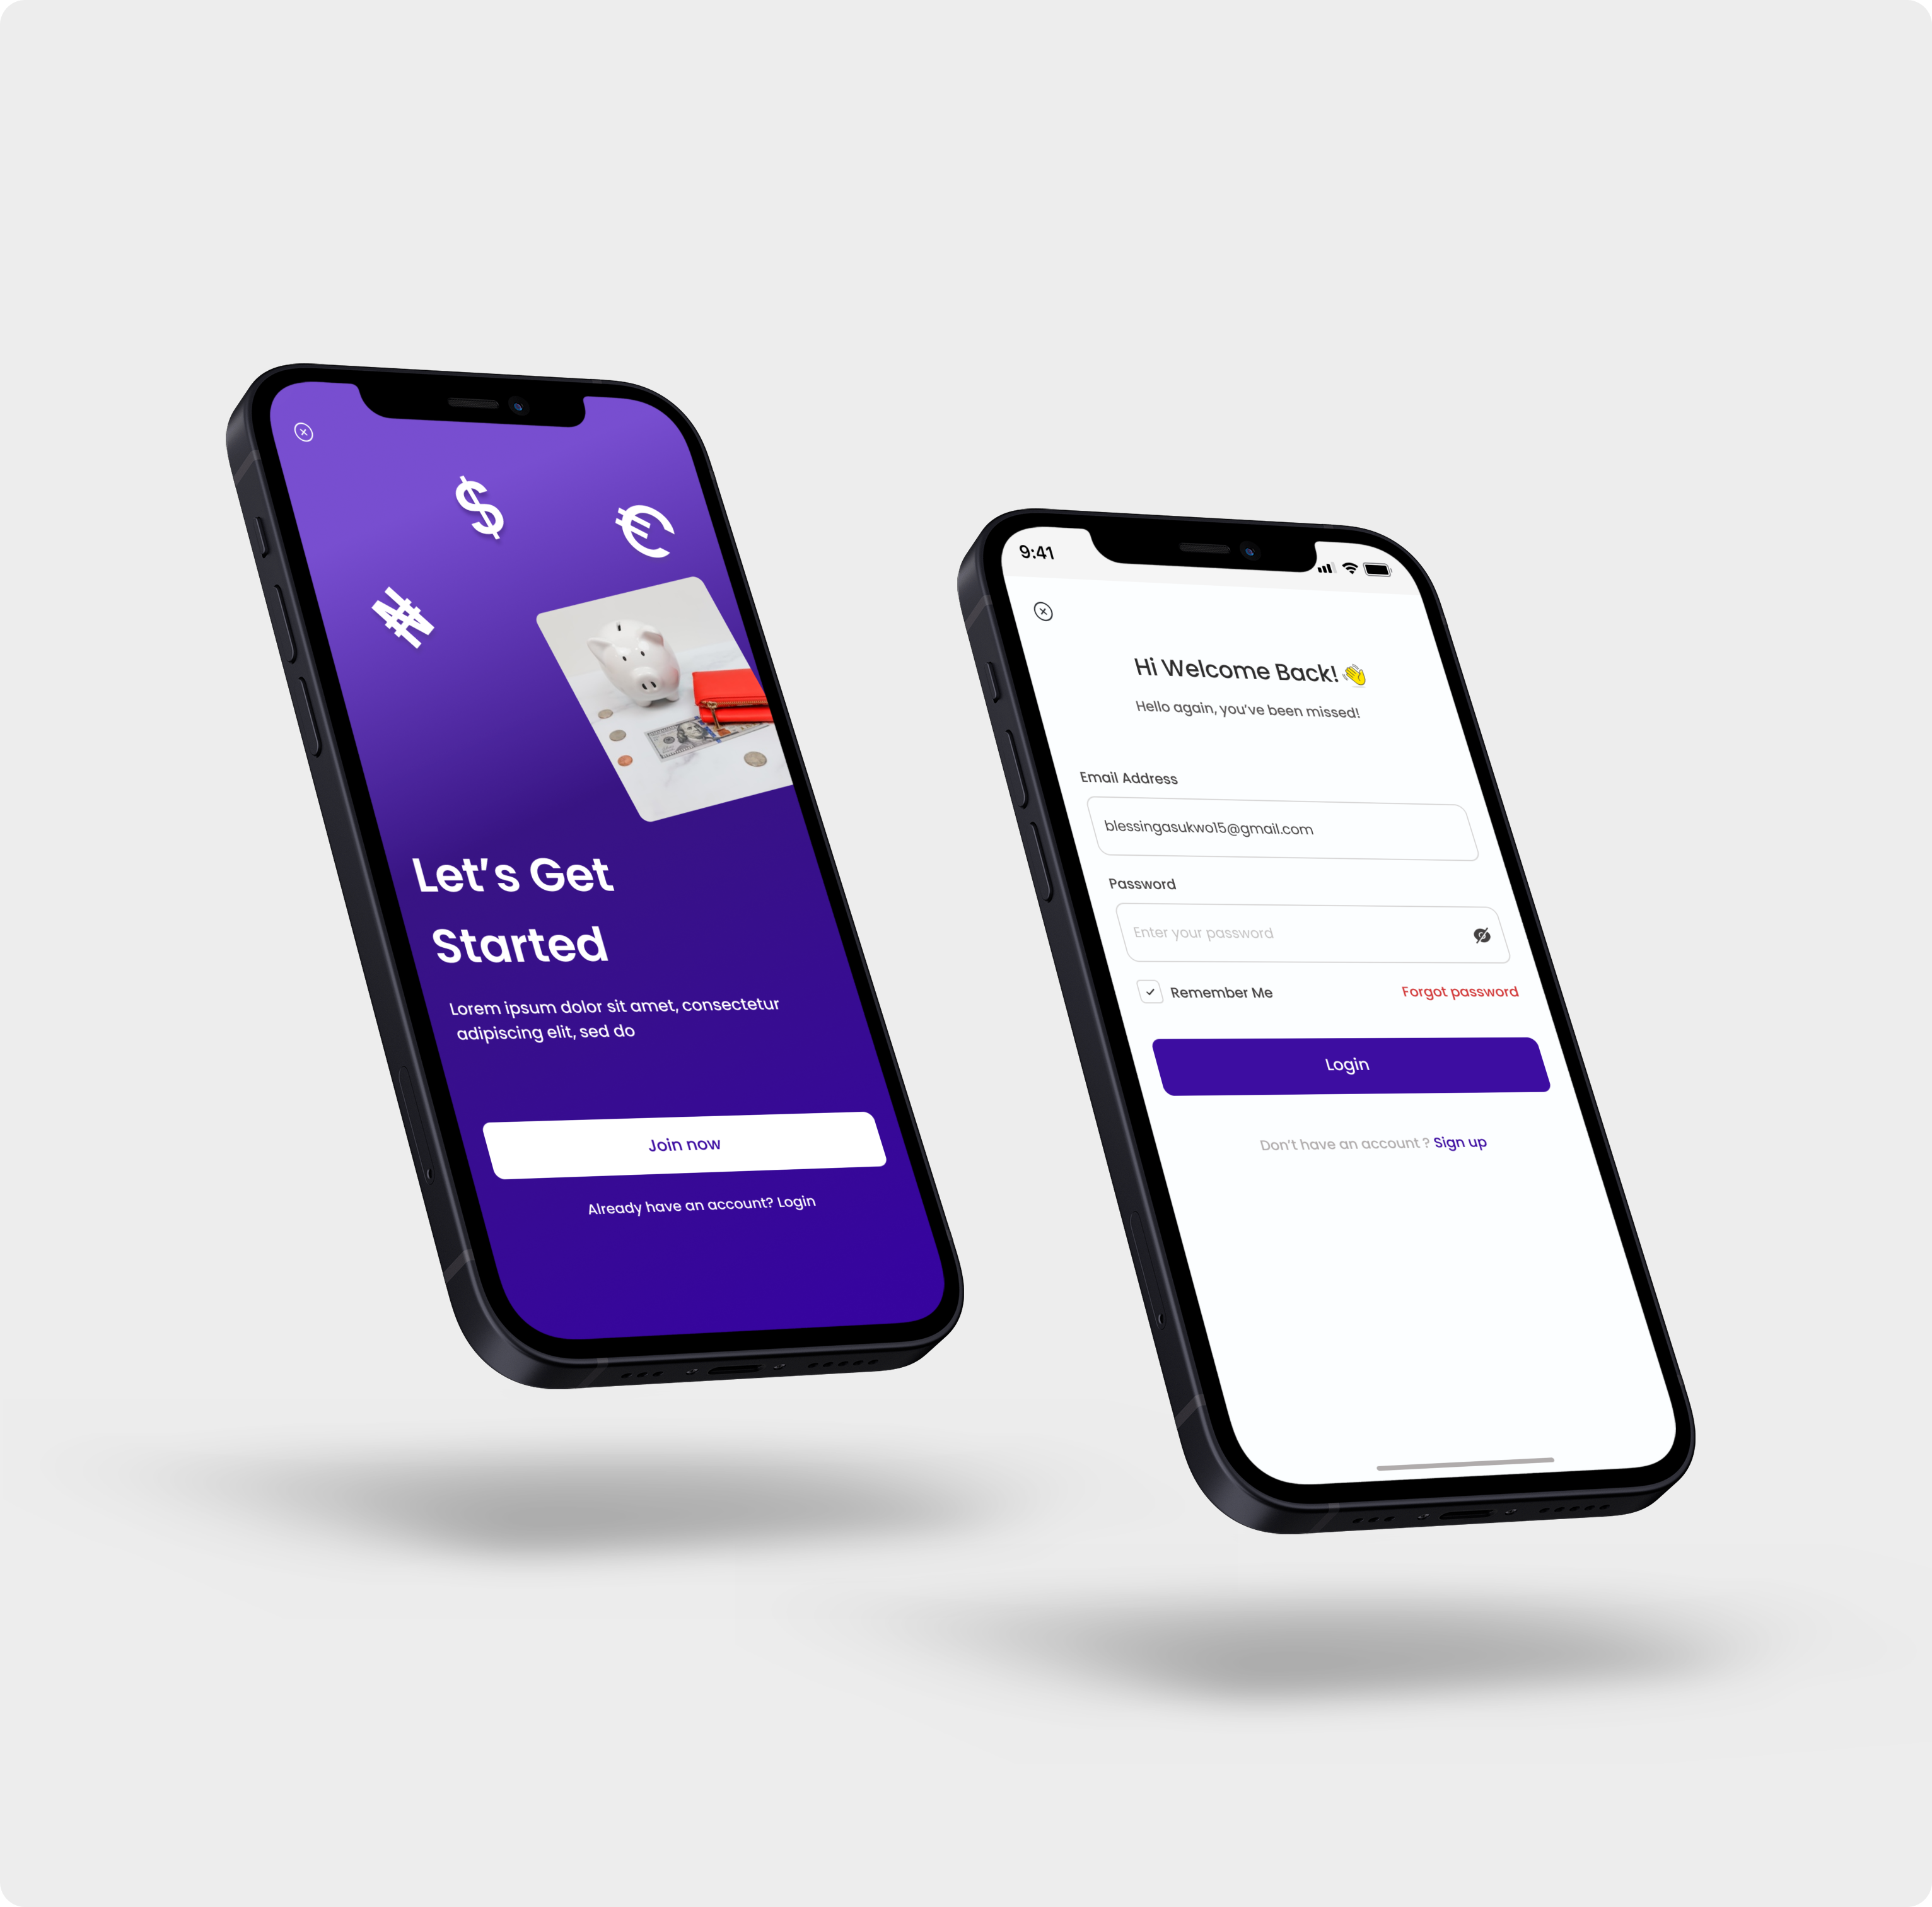 $
€
₦
Let's Get
Started
Lorem ipsum dolor sit amet, consectetur
adipiscing elit, sed do
Join now
Already have an account? Login
9:41
Hi Welcome Back! 👋
Hello again, you've been missed!
Email Address
blessingasukwo15@gmail.com
Password
Enter your password
Remember Me
Forgot password
Login
Don't have an account ? Sign up